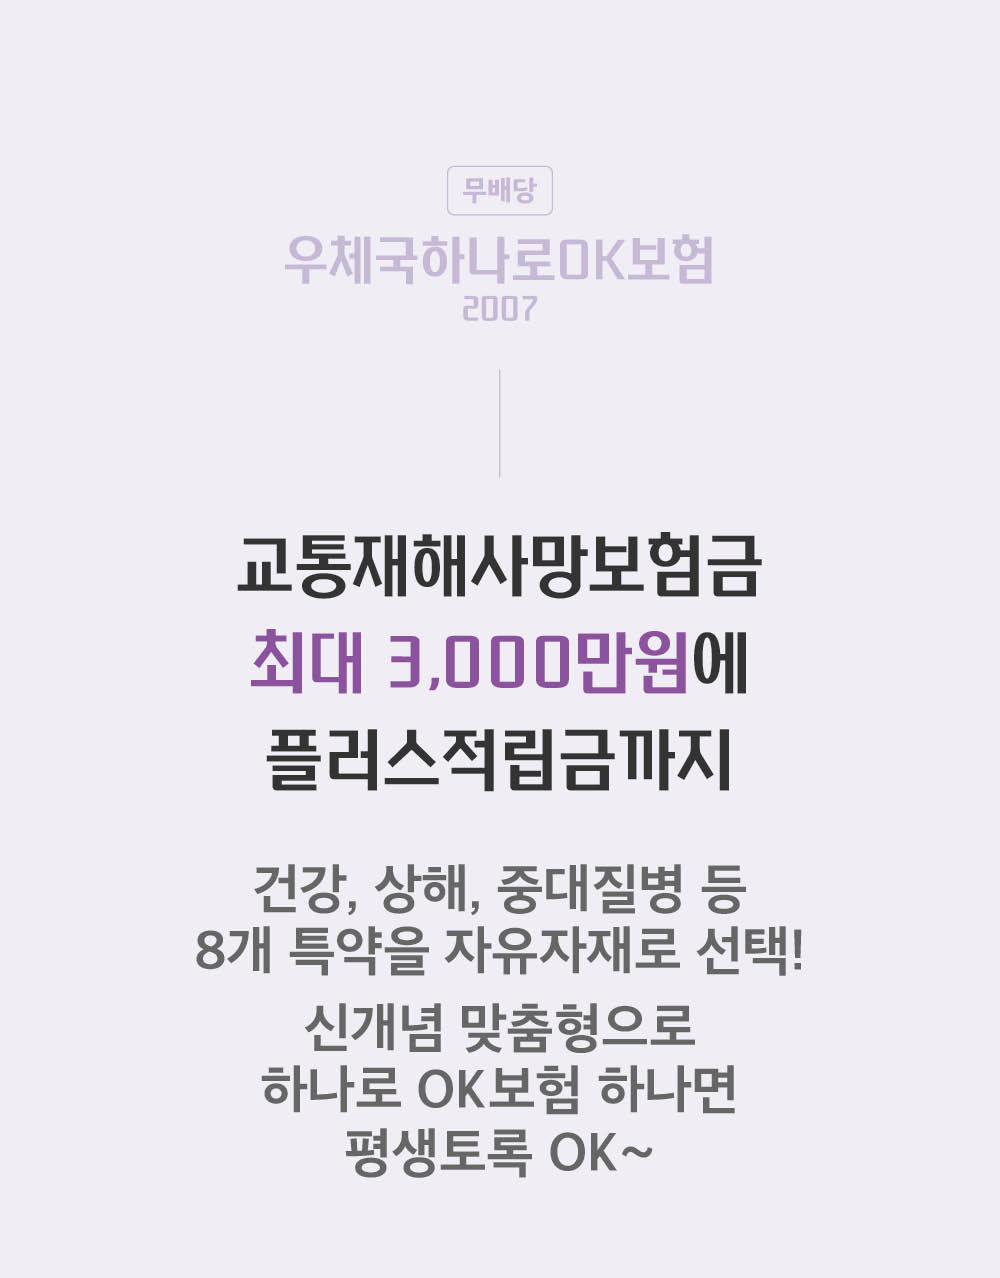 무배당
우체국하나로OK보험
2007
교통재해사망보험금
최대 3,000만원에
플러스적립금까지
건강, 상해, 중대질병 등
8개 특약을 자유자재로 선택!
신개념 맞춤형으로
하나로 OK보험 하나면
평생토록 OK~